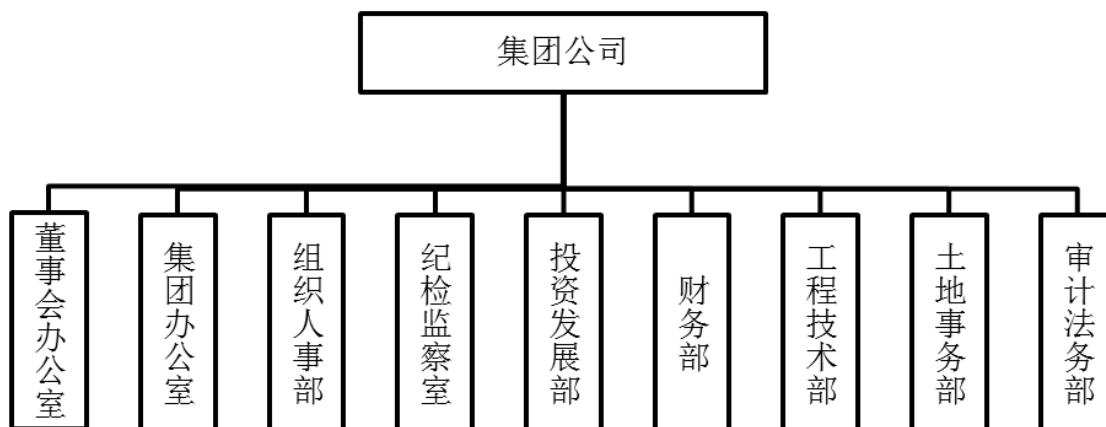 集团公司
董事会办公室
集团办公室
组织人事部
纪检监察室
投资发展部
财务部
工程技术部
土地事务部
审计法务部